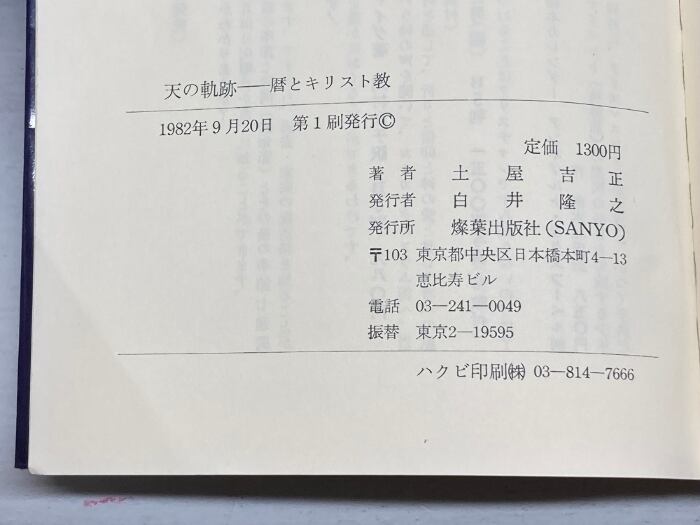 天の軌跡——暦とキリスト教
1982年9月20日 第1刷発行©
定価 1300円
著者 土屋吉正
発行者 白井隆之
発行所 燦葉出版社(SANYO)
〒103 東京都中央区日本橋本町4—13
恵比寿ビル
電話 03—241—0049
振替 東京2—19595
ハクビ印刷㈱ 03—814—7666